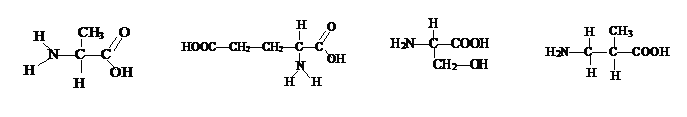 H CH₃ O
N—C—C
H H OH
H O
HOOC—CH₂—CH₂—C—C
N OH
H H
H
H₂N—C—COOH
CH₂—OH
H CH₃
H₂N—C—C—COOH
H H